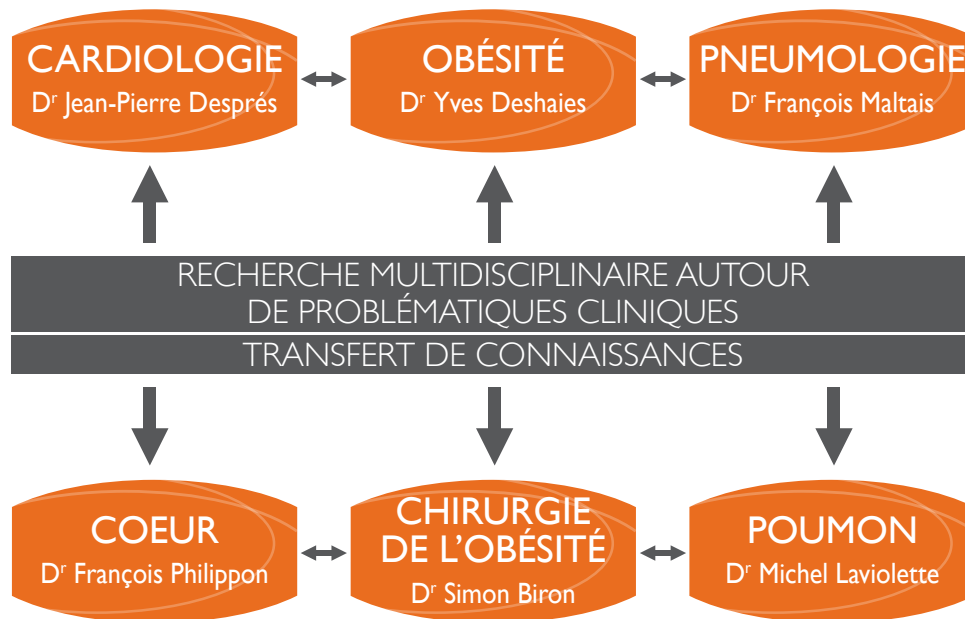 CARDIOLOGIE
Dr Jean-Pierre Després
OBÉSITÉ
Dr Yves Deshaies
PNEUMOLOGIE
Dr François Maltais
RECHERCHE MULTIDISCIPLINAIRE AUTOUR
DE PROBLÉMATIQUES CLINIQUES
TRANSFERT DE CONNAISSANCES
COEUR
Dr François Philippon
CHIRURGIE
DE L'OBÉSITÉ
Dr Simon Biron
POUMON
Dr Michel Laviolette